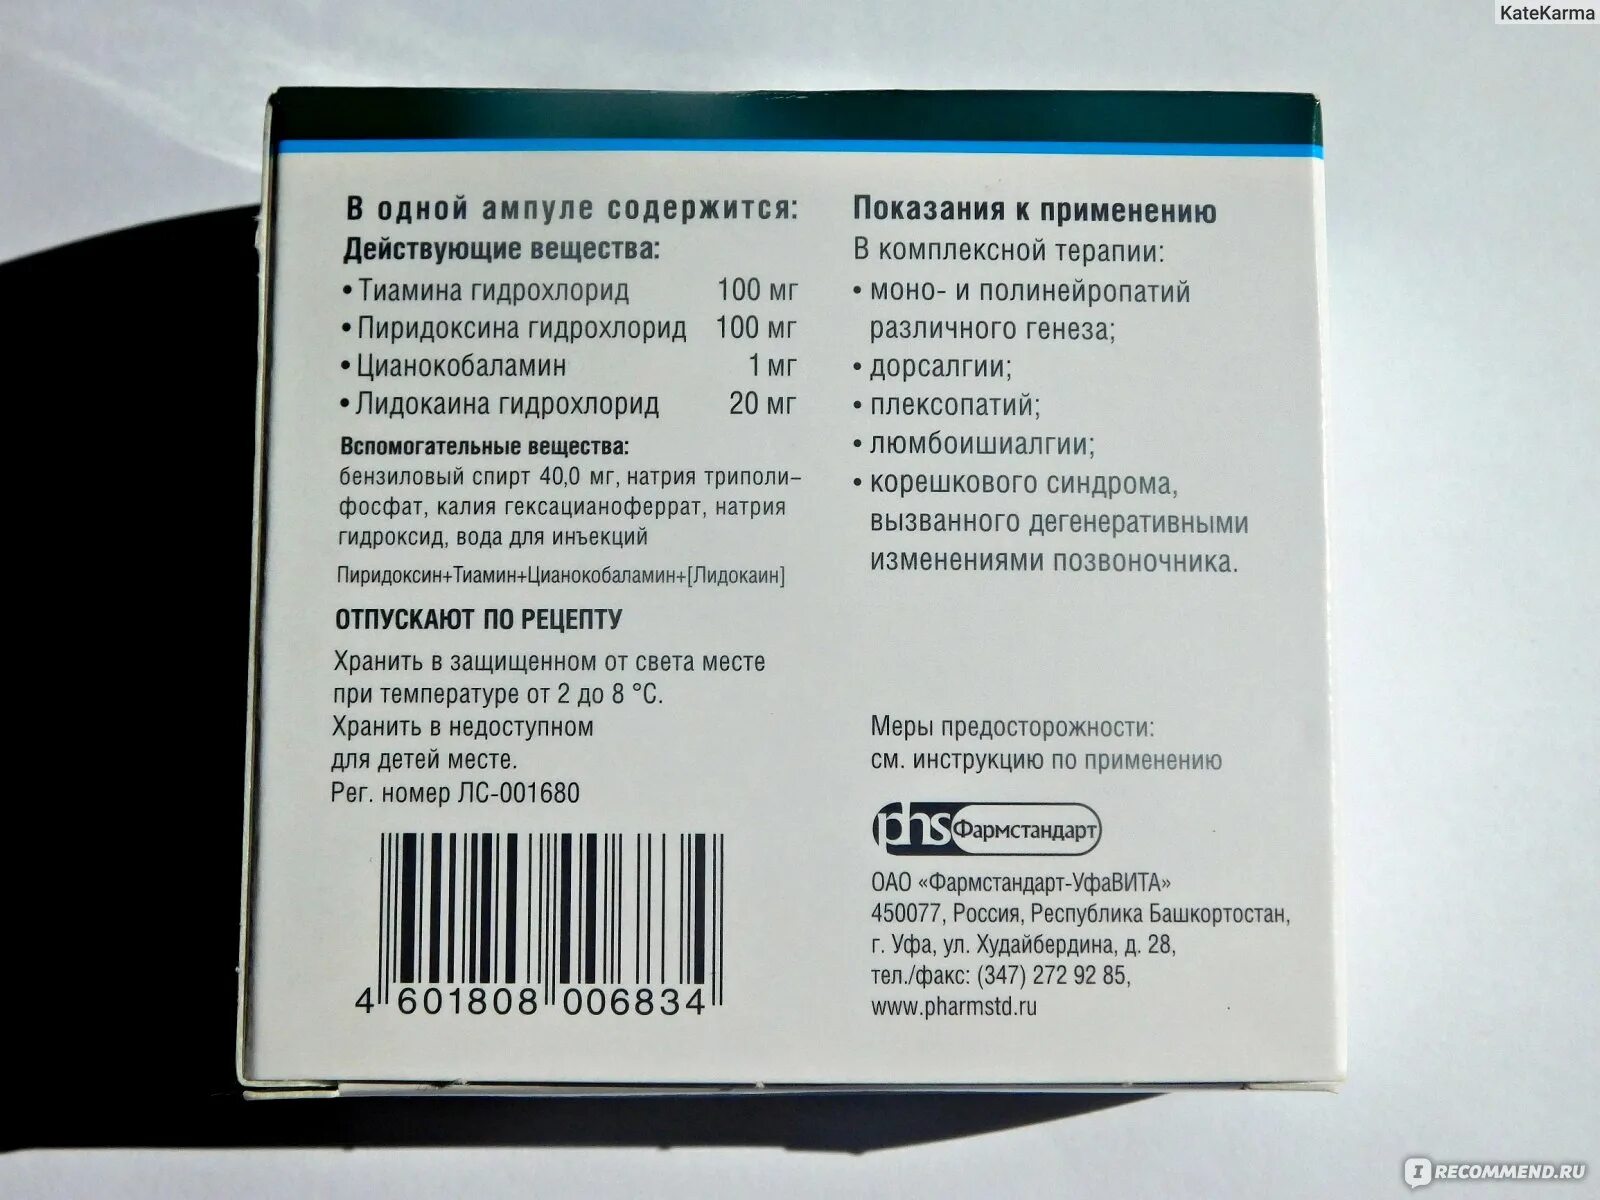 KateKarma
В одной ампуле содержится:
Действующие вещества:
• Тиамина гидрохлорид 100 мг
• Пиридоксина гидрохлорид 100 мг
• Цианокобаламин 1 мг
• Лидокаина гидрохлорид 20 мг
Вспомогательные вещества:
бензиловый спирт 40,0 мг, натрия триполи-
фосфат, калия гексацианоферрат, натрия
гидроксид, вода для инъекций
Пиридоксин+Тиамин+Цианокобаламин+[Лидокаин]
ОТПУСКАЮТ ПО РЕЦЕПТУ
Хранить в защищенном от света месте
при температуре от 2 до 8 °С.
Хранить в недоступном
для детей месте.
Рег. номер ЛС-001680
4 601808 006834
Показания к применению
В комплексной терапии:
• моно- и полинейропатий
различного генеза;
• дорсалгии;
• плексопатий;
• люмбоишиалгии;
• корешкового синдрома,
вызванного дегенеративными
изменениями позвоночника.
Меры предосторожности:
см. инструкцию по применению
phs Фармстандарт
ОАО «Фармстандарт-УфаВИТА»
450077, Россия, Республика Башкортостан,
г. Уфа, ул. Худайбердина, д. 28,
тел./факс: (347) 272 92 85,
www.pharmstd.ru
IRECOMMEND.RU